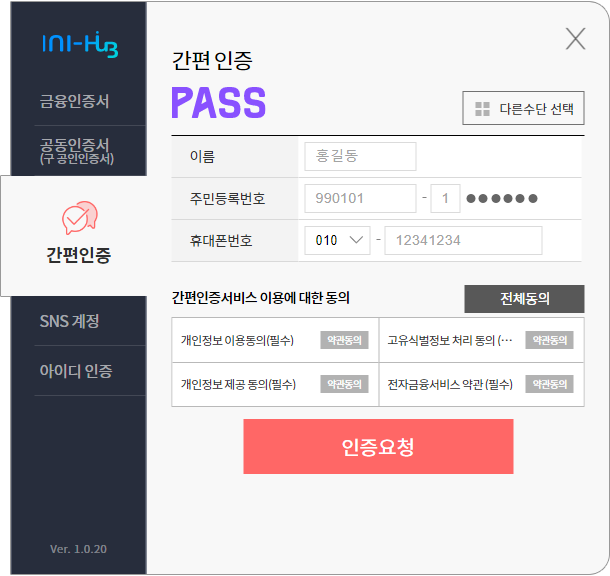 INI-HUB
금융인증서
공동인증서
(구 공인인증서)
간편인증
SNS 계정
아이디 인증
Ver. 1.0.20
간편 인증
PASS
다른수단 선택
이름 홍길동
주민등록번호 990101 - 1 ●●●●●●
휴대폰번호 010 - 12341234
간편인증서비스 이용에 대한 동의 전체동의
개인정보 이용동의(필수) 약관동의 고유식별정보 처리 동의 (··· 약관동의
개인정보 제공 동의(필수) 약관동의 전자금융서비스 약관 (필수) 약관동의
인증요청